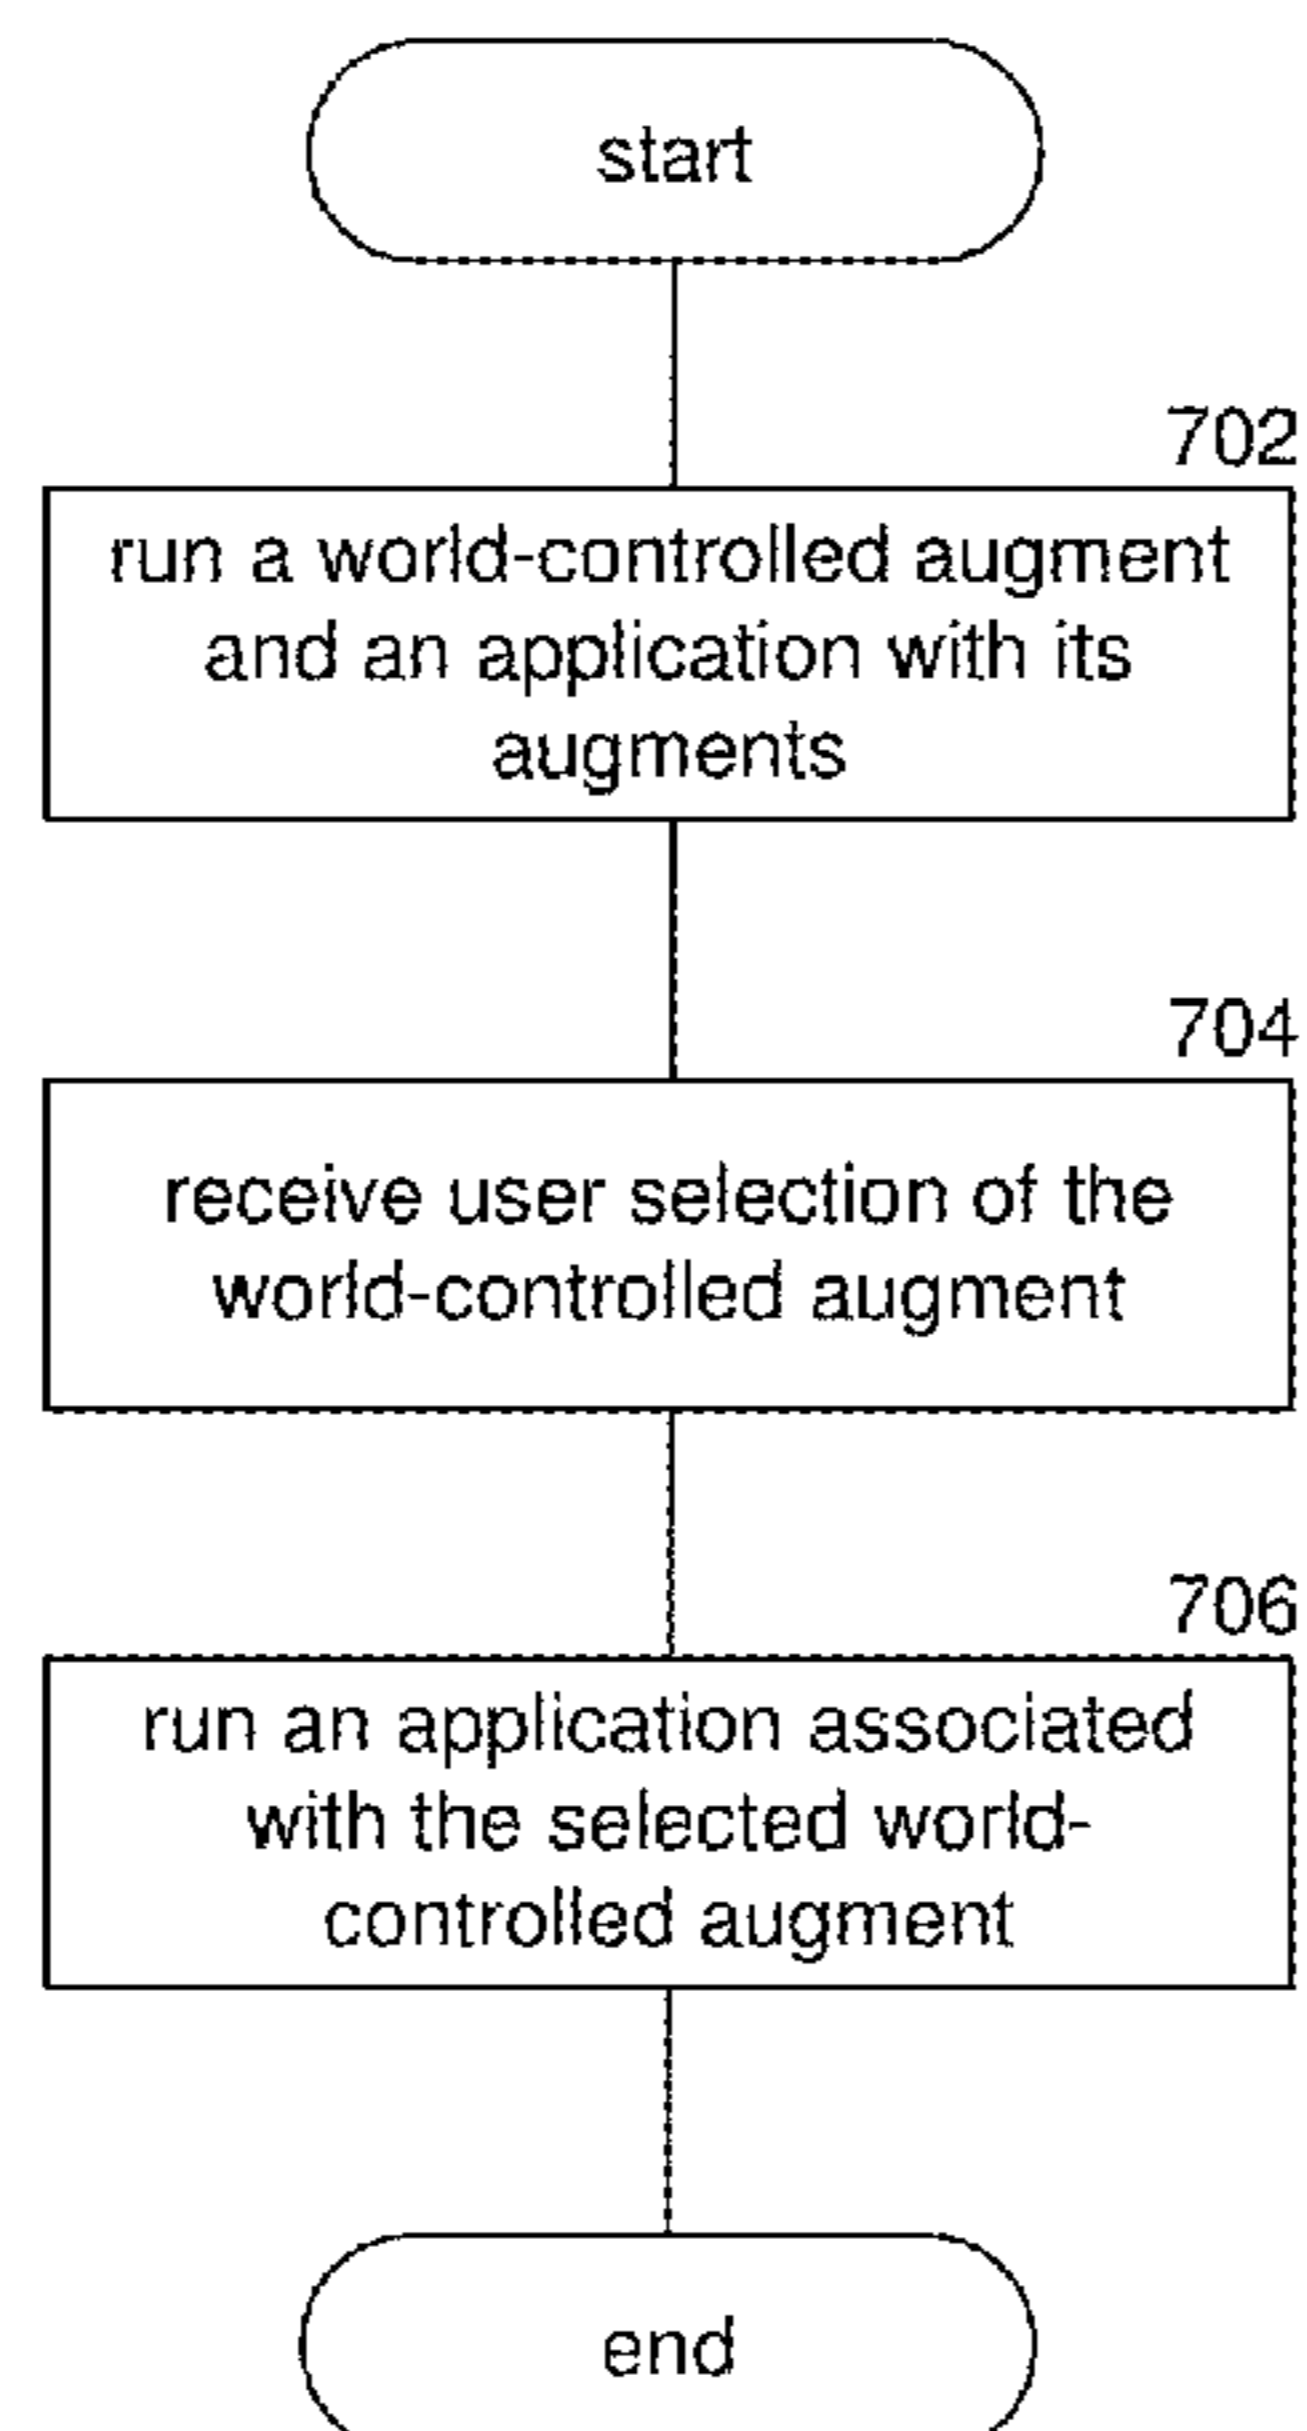 start
702
run a world-controlled augment
and an application with its
augments
704
receive user selection of the
world-controlled augment
706
run an application associated
with the selected world-
controlled augment
end